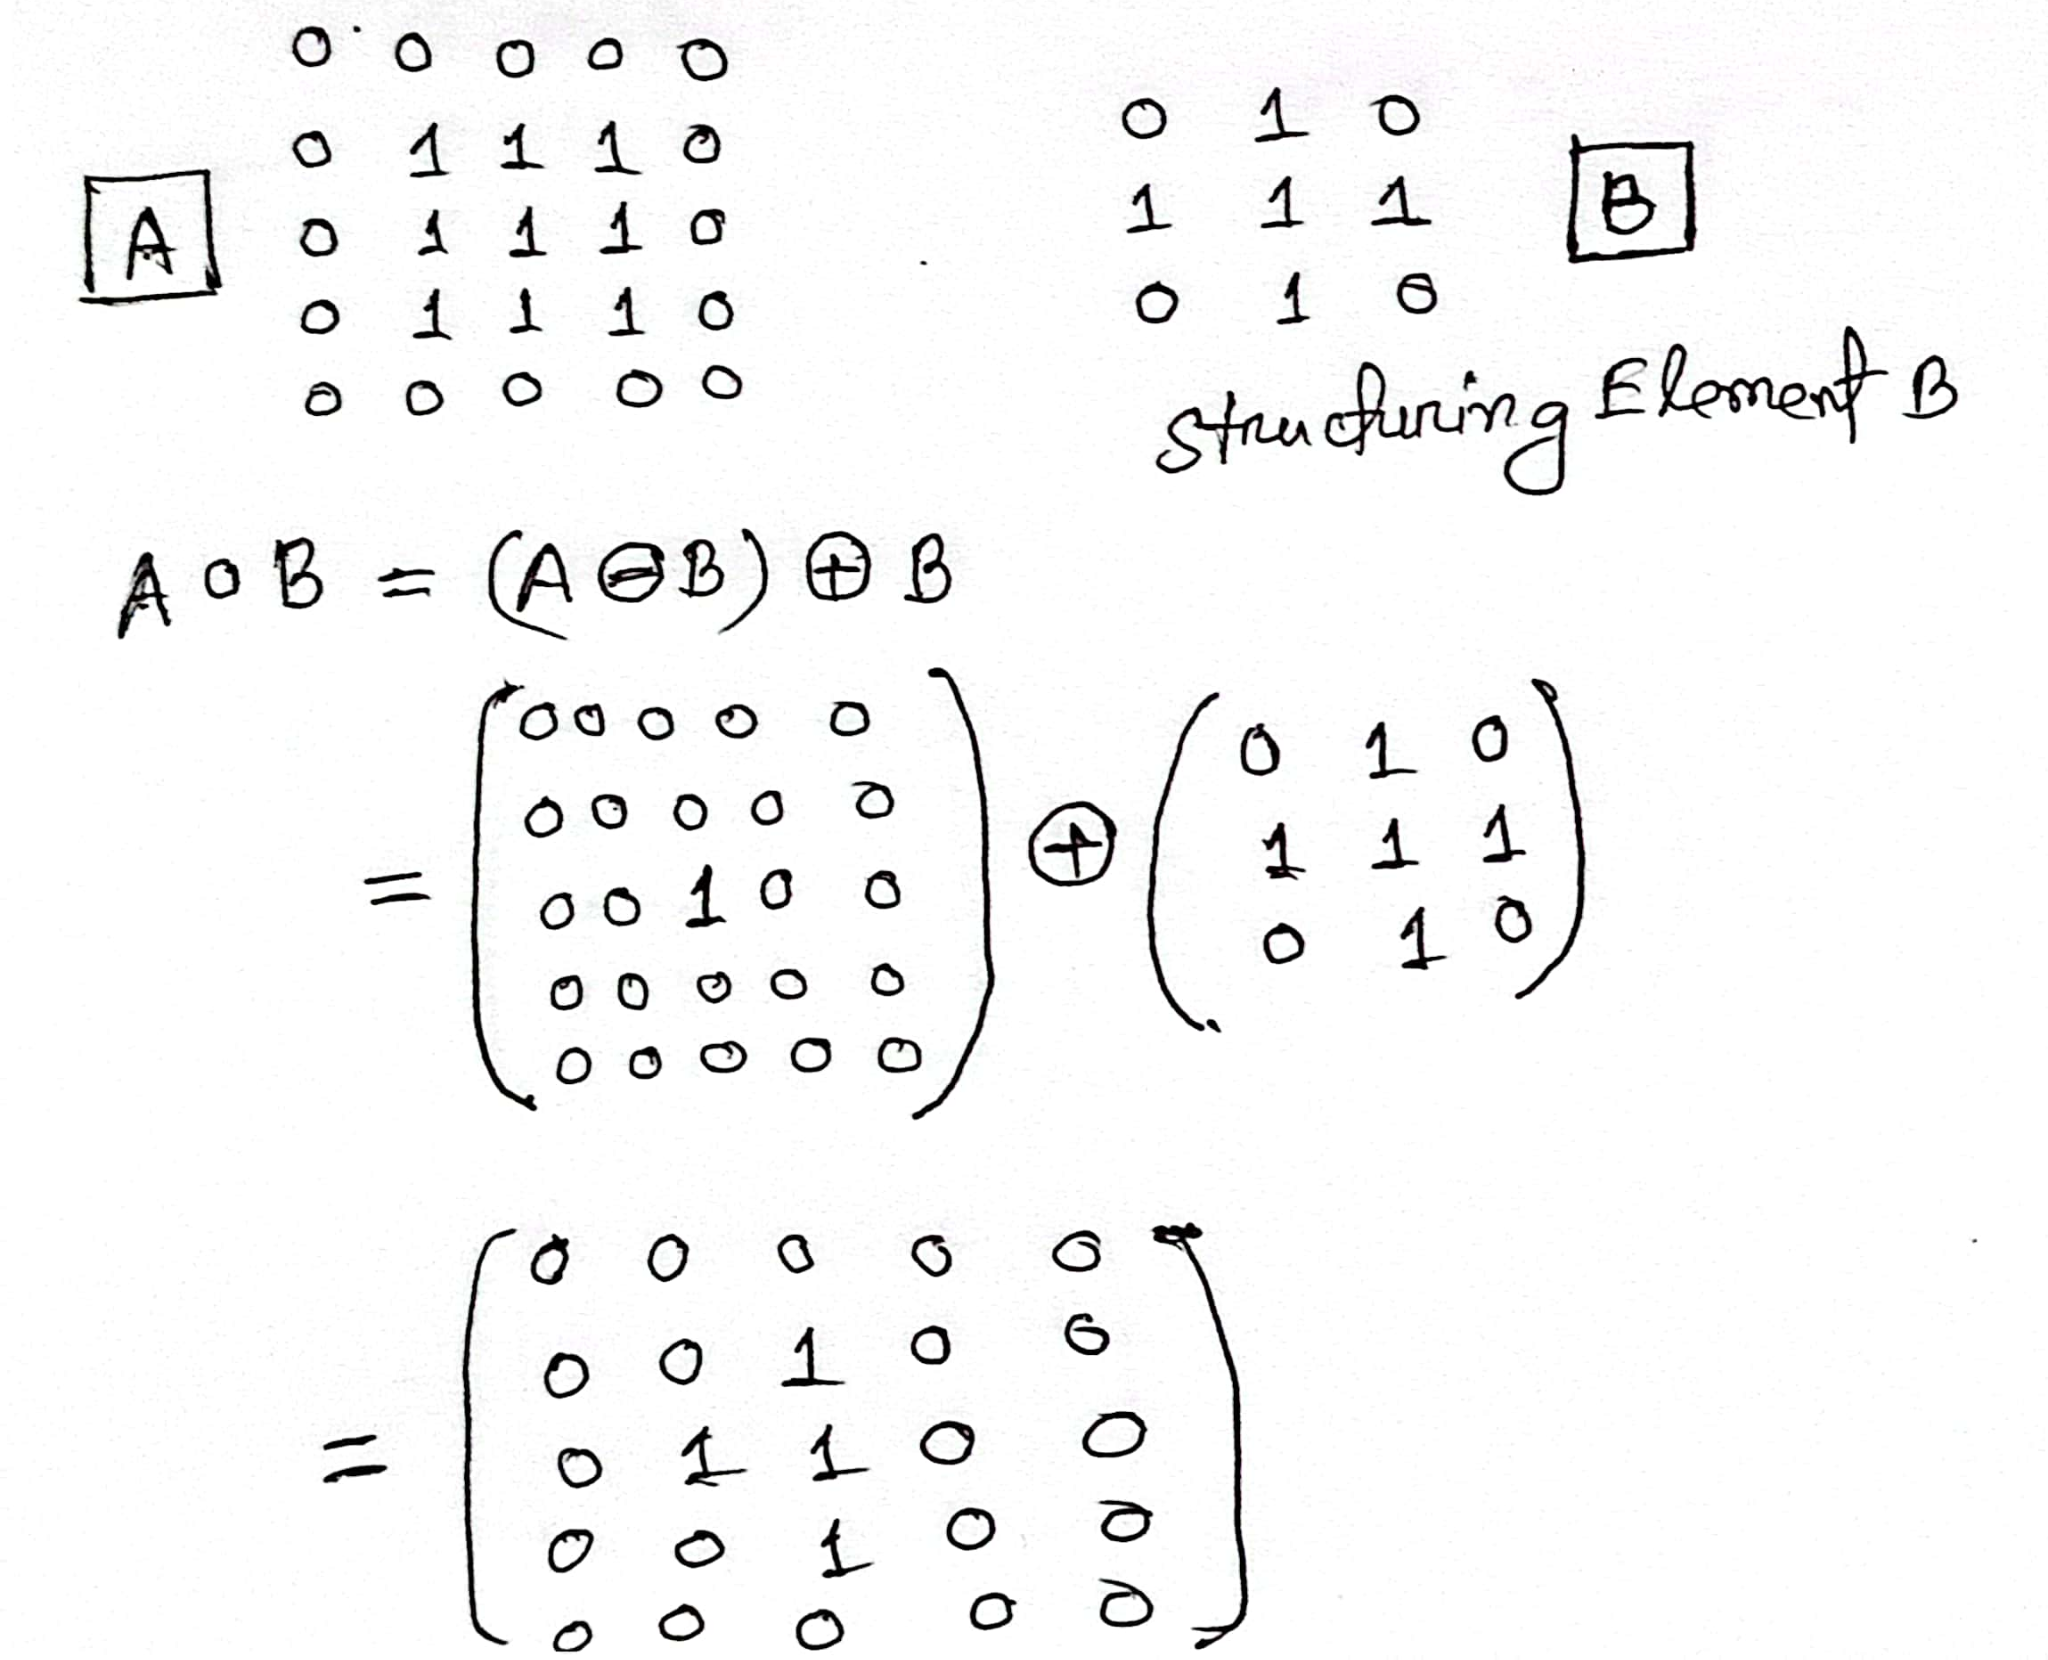 0 0 0 0 0
0 1 1 1 0
A 0 1 1 1 0
0 1 1 1 0
0 0 0 0 0
0 1 0
1 1 1 B
0 1 0
Structuring Element B
A ∘ B = (A ⊖ B) ⊕ B
= ( 0 0 0 0 0
0 0 0 0 0
0 0 1 0 0
0 0 0 0 0
0 0 0 0 0 ) ⊕ ( 0 1 0
1 1 1
0 1 0 )
= ( 0 0 0 0 0
0 0 1 0 0
0 1 1 0 0
0 0 1 0 0
0 0 0 0 0 )